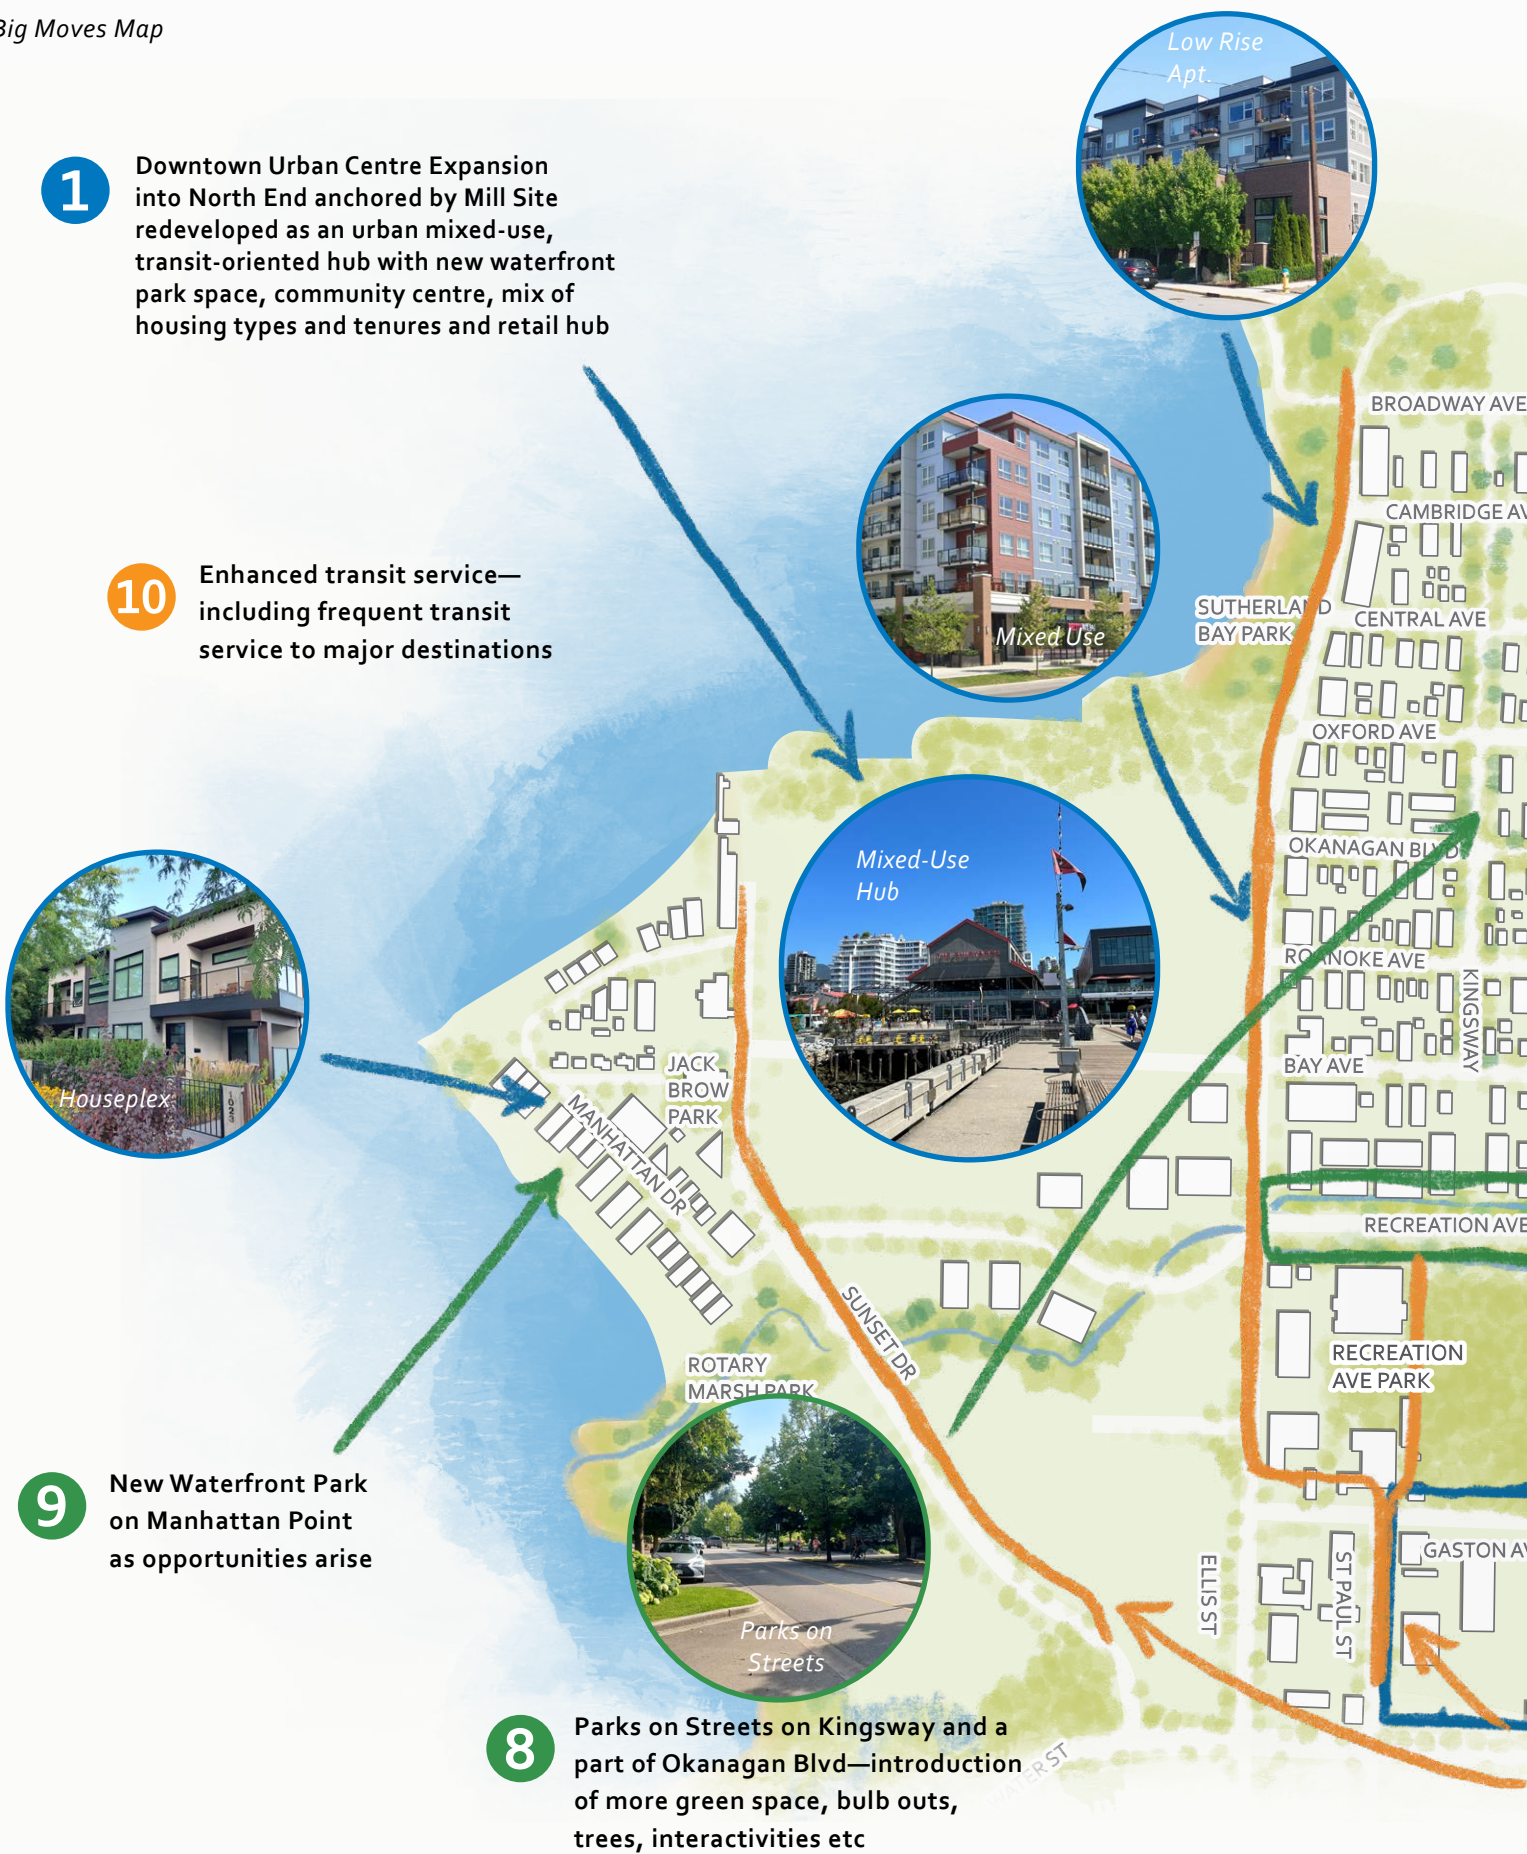 Big Moves Map
Low Rise
Apt.
1
Downtown Urban Centre Expansion
into North End anchored by Mill Site
redeveloped as an urban mixed-use,
transit-oriented hub with new waterfront
park space, community centre, mix of
housing types and tenures and retail hub
BROADWAY AVE
CAMBRIDGE AV
10
Enhanced transit service—
including frequent transit
service to major destinations
Mixed Use
SUTHERLAND
BAY PARK
CENTRAL AVE
OXFORD AVE
OKANAGAN BLVD
Mixed-Use
Hub
ROANOKE AVE
KINGSWAY
BAY AVE
Houseplex
1023
JACK
BROW
PARK
MANHATTAN DR
RECREATION AVE
SUNSET DR
RECREATION
AVE PARK
ROTARY
MARSH PARK
9
New Waterfront Park
on Manhattan Point
as opportunities arise
ELLIS ST
ST PAUL ST
GASTON AV
Parks on
Streets
8
Parks on Streets on Kingsway and a
part of Okanagan Blvd—introduction
of more green space, bulb outs,
trees, interactivities etc
WATER ST